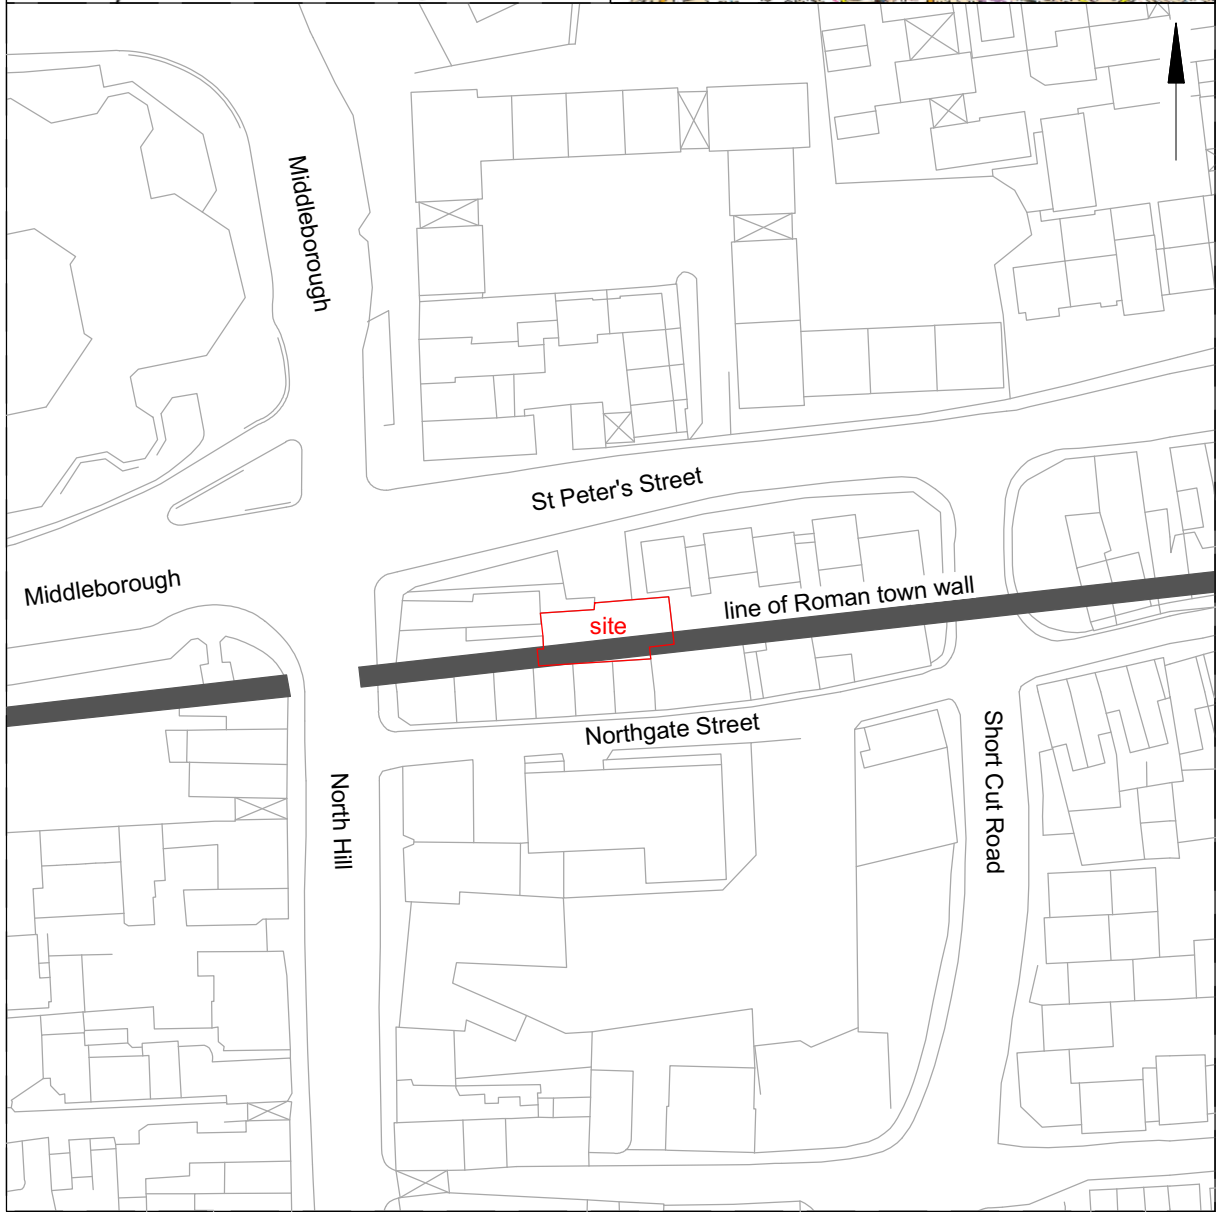 Middleborough
St Peter's Street
Middleborough
line of Roman town wall
site
Northgate Street
North Hill
Short Cut Road